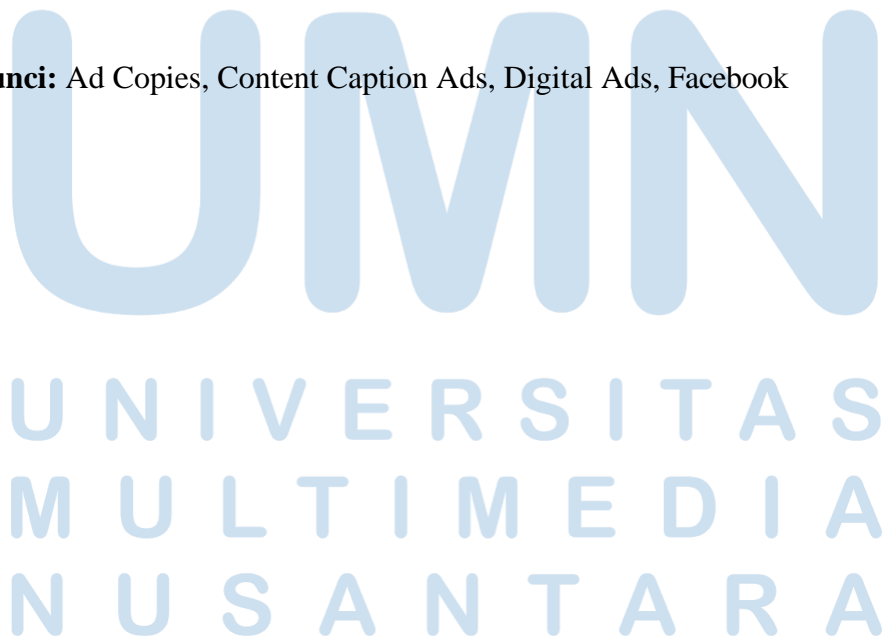 unci: Ad Copies, Content Caption Ads, Digital Ads, Facebook
UMN
UNIVERSITAS
MULTIMEDIA
NUSANTARA